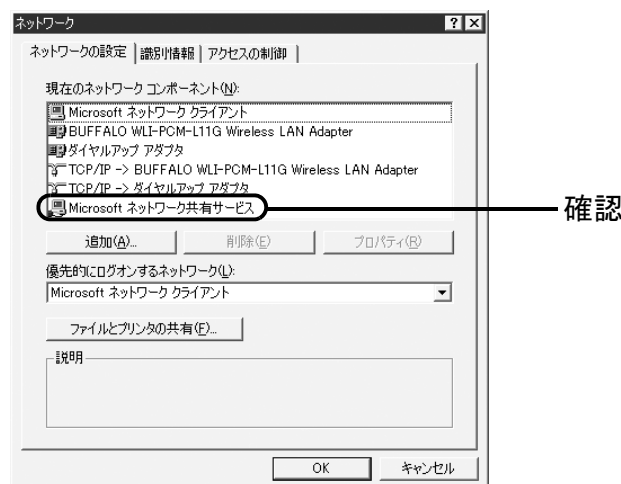 ネットワーク
ネットワークの設定 識別情報 アクセスの制御
現在のネットワーク コンポーネント(N):
Microsoft ネットワーク クライアント
BUFFALO WLI-PCM-L11G Wireless LAN Adapter
ダイヤルアップ アダプタ
TCP/IP -> BUFFALO WLI-PCM-L11G Wireless LAN Adapter
TCP/IP -> ダイヤルアップ アダプタ
Microsoft ネットワーク共有サービス 確認
追加(A)... 削除(E) プロパティ(R)
優先的にログオンするネットワーク(L):
Microsoft ネットワーク クライアント
ファイルとプリンタの共有(F)...
説明
OK キャンセル